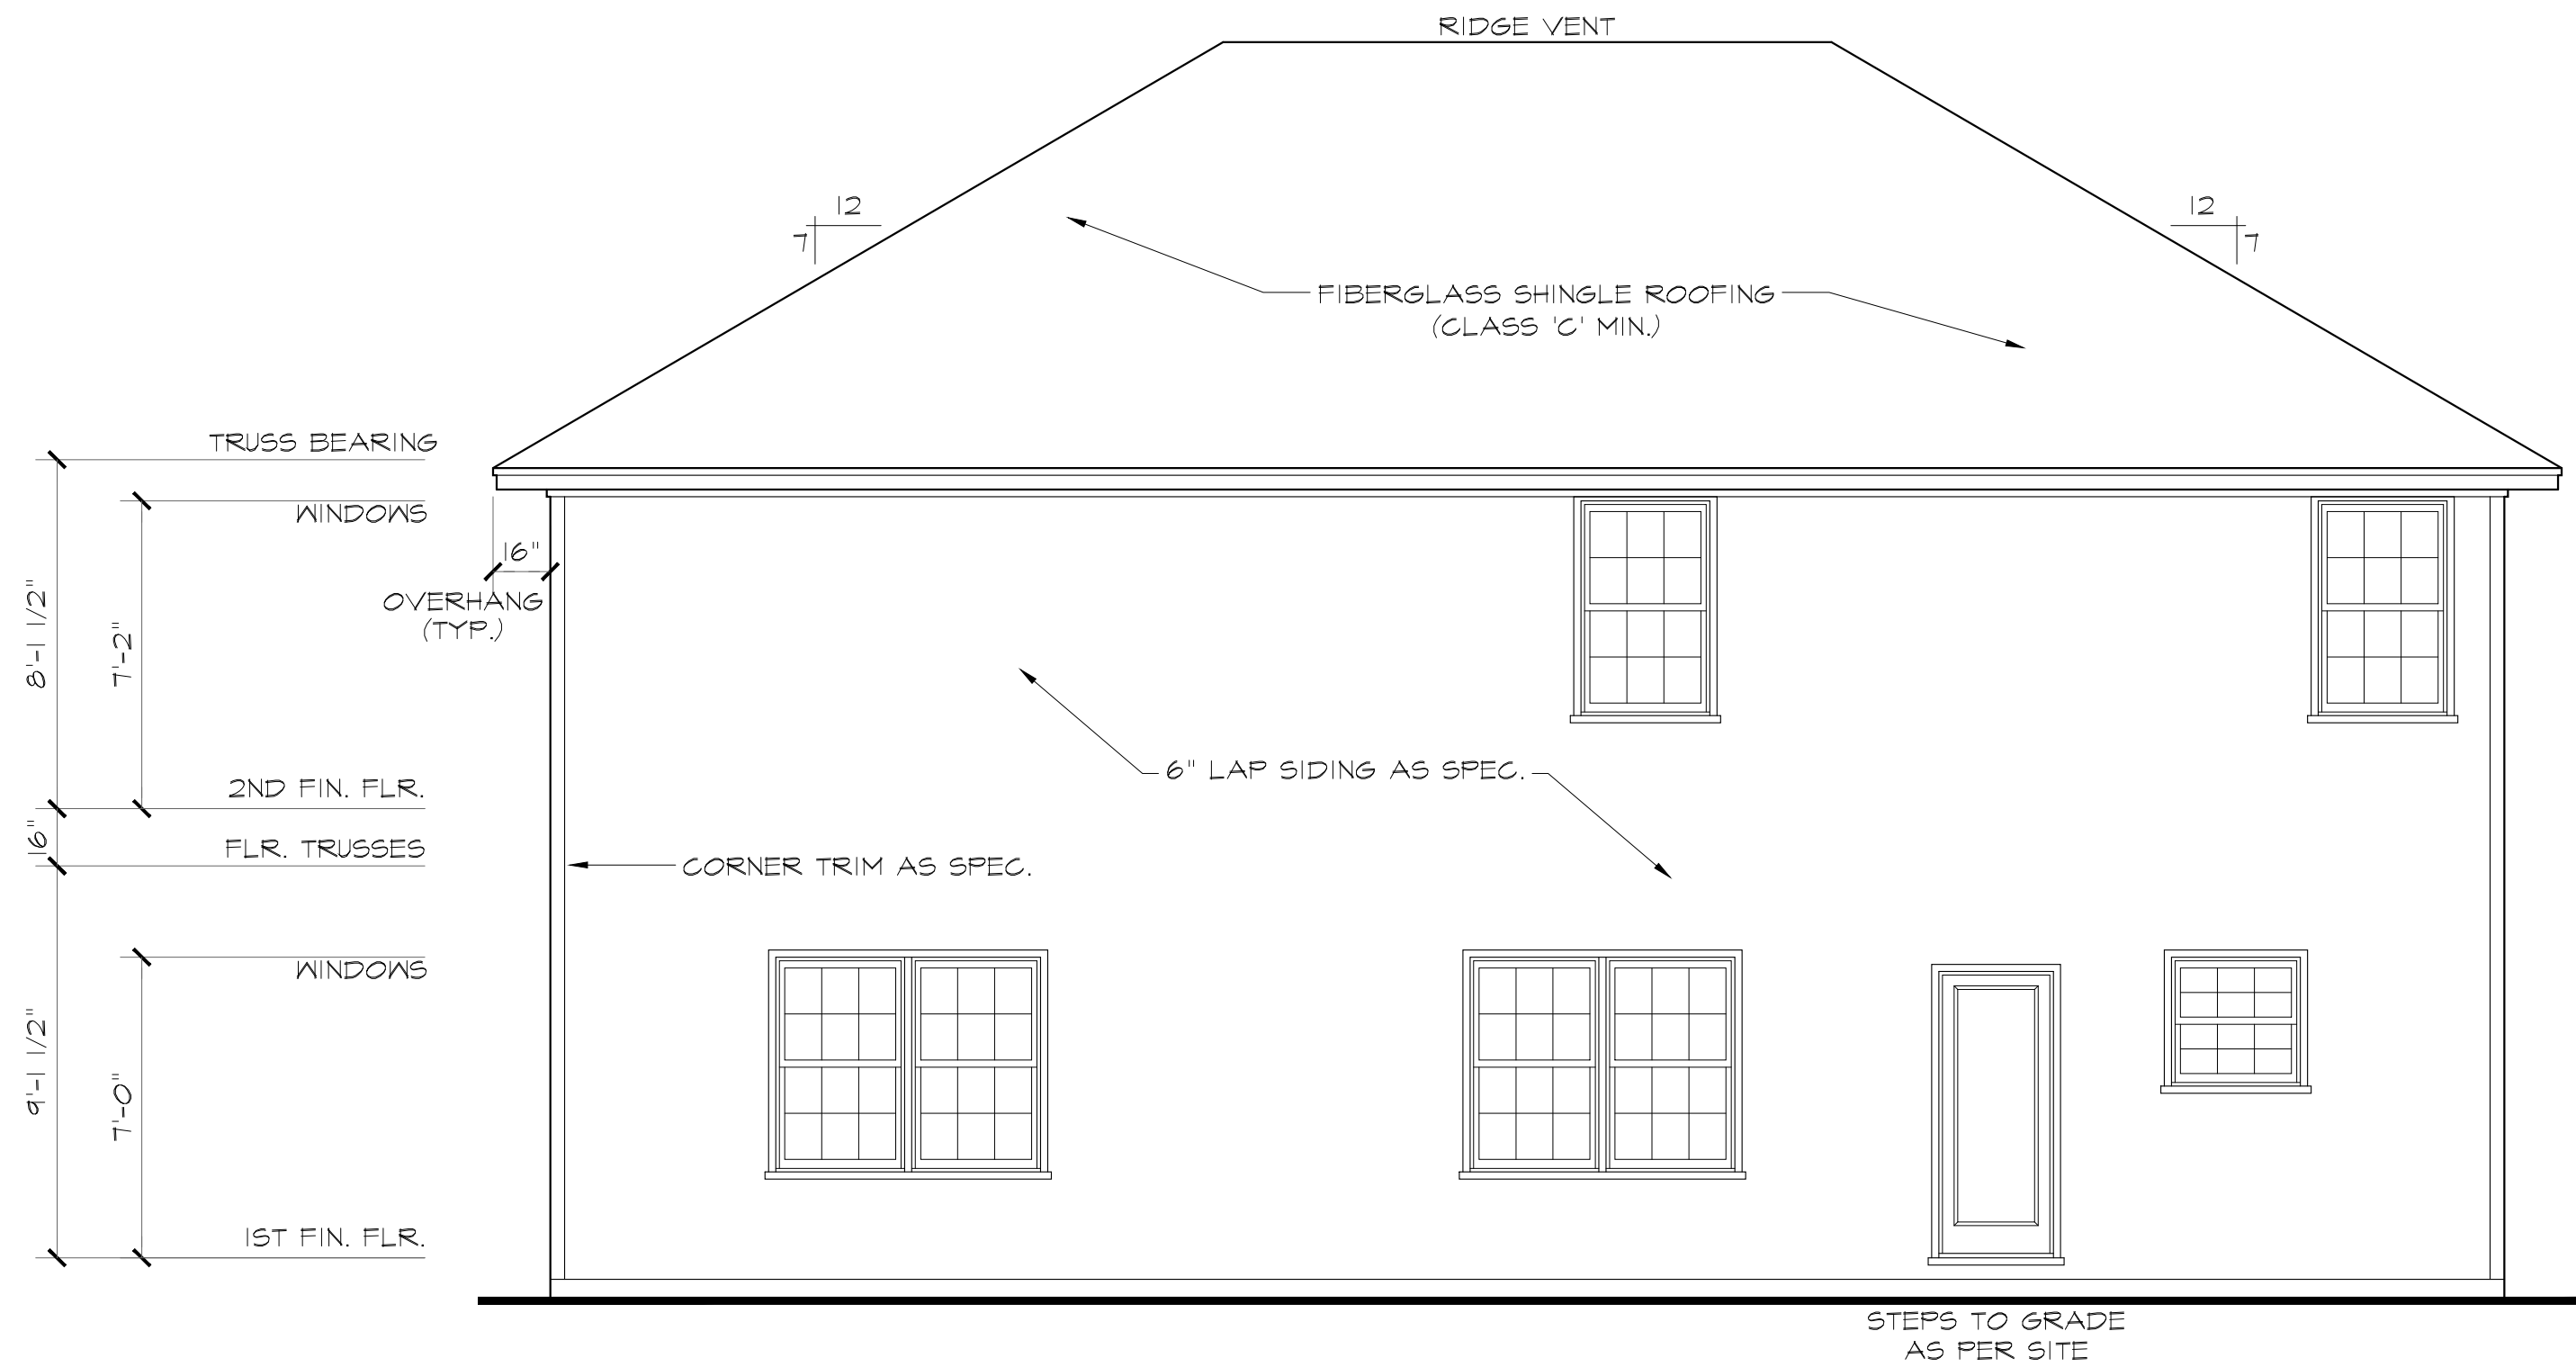 RIDGE VENT
12
7
12
7
FIBERGLASS SHINGLE ROOFING
(CLASS 'C' MIN.)
TRUSS BEARING
WINDOWS
16"
OVERHANG
(TYP.)
8'-1 1/2"
7'-2"
6" LAP SIDING AS SPEC.
2ND FIN. FLR.
16"
FLR. TRUSSES
CORNER TRIM AS SPEC.
WINDOWS
9'-1 1/2"
7'-0"
1ST FIN. FLR.
STEPS TO GRADE
AS PER SITE